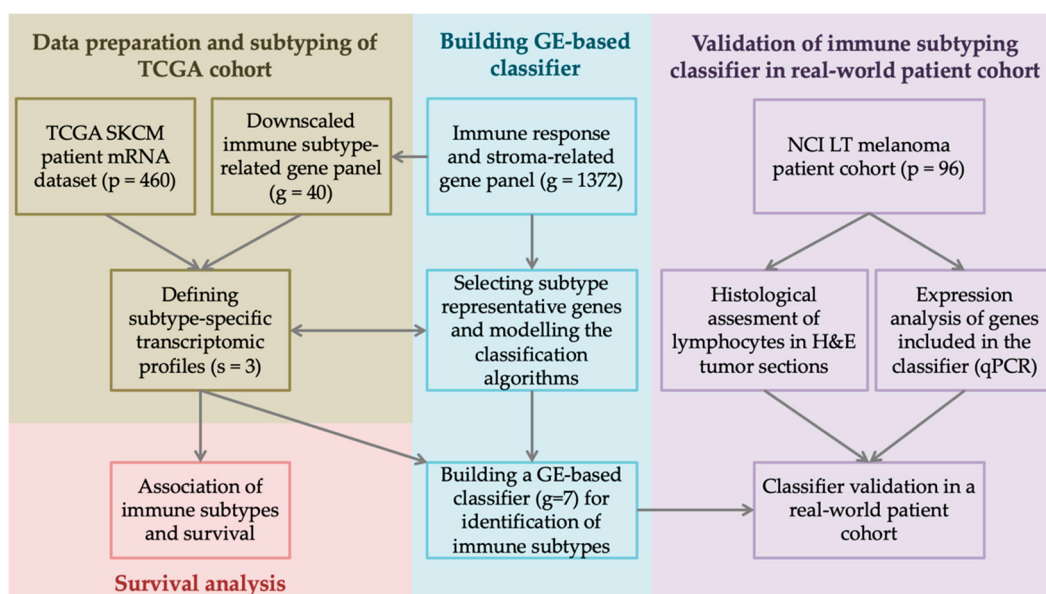 Data preparation and subtyping of
TCGA cohort
TCGA SKCM
patient mRNA
dataset (p = 460)
Downscaled
immune subtype-
related gene panel
(g = 40)
Defining
subtype-specific
transcriptomic
profiles (s = 3)
Association of
immune subtypes
and survival
Survival analysis
Building GE-based
classifier
Immune response
and stroma-related
gene panel (g = 1372)
Selecting subtype
representative genes
and modelling the
classification
algorithms
Building a GE-based
classifier (g=7) for
identification of
immune subtypes
Validation of immune subtyping
classifier in real-world patient cohort
NCI LT melanoma
patient cohort (p = 96)
Histological
assesment of
lymphocytes in H&E
tumor sections
Expression
analysis of genes
included in the
classifier (qPCR)
Classifier validation in a
real-world patient
cohort